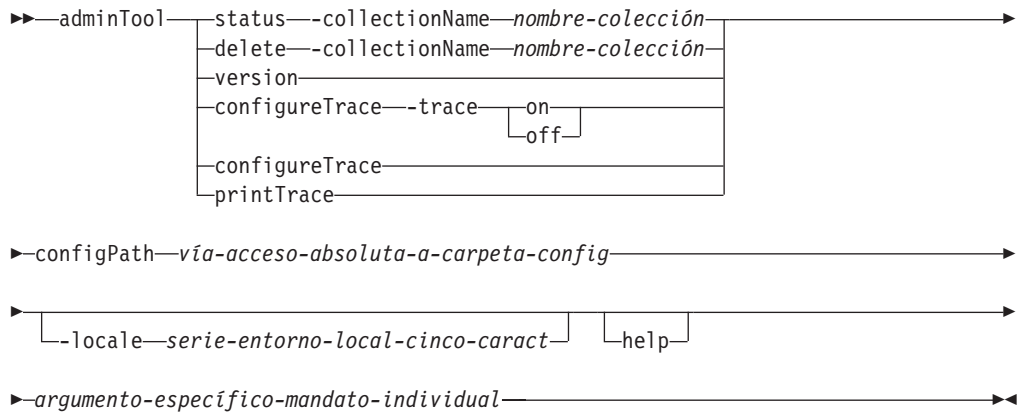 adminTool status -collectionName nombre-colección
delete -collectionName nombre-colección
version
configureTrace -trace on
off
configureTrace
printTrace
configPath vía-acceso-absoluta-a-carpeta-config
-locale serie-entorno-local-cinco-caract help
argumento-específico-mandato-individual